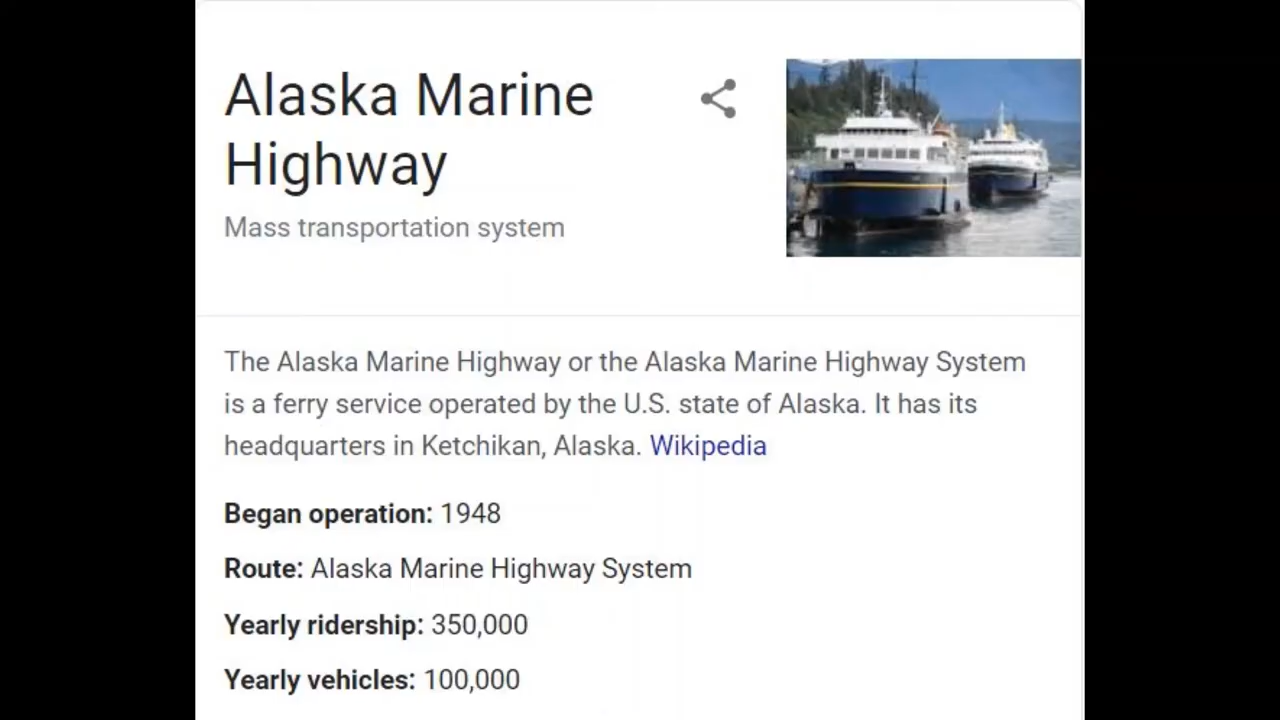 Alaska Marine
Highway
Mass transportation system
The Alaska Marine Highway or the Alaska Marine Highway System
is a ferry service operated by the U.S. state of Alaska. It has its
headquarters in Ketchikan, Alaska. Wikipedia
Began operation: 1948
Route: Alaska Marine Highway System
Yearly ridership: 350,000
Yearly vehicles: 100,000